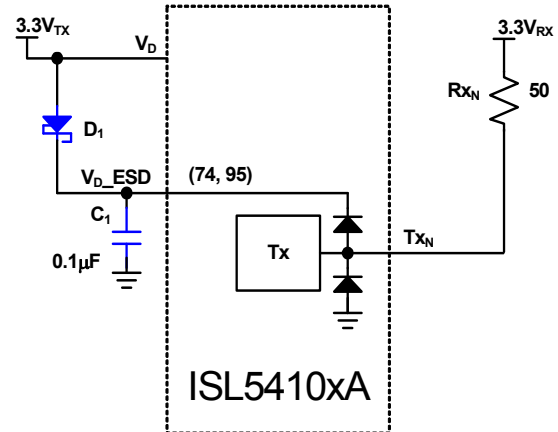 3.3V_TX
V_D
3.3V_RX
Rx_N
50
D_1
V_D_ESD
(74, 95)
C_1
0.1µF
Tx
Tx_N
ISL5410xA